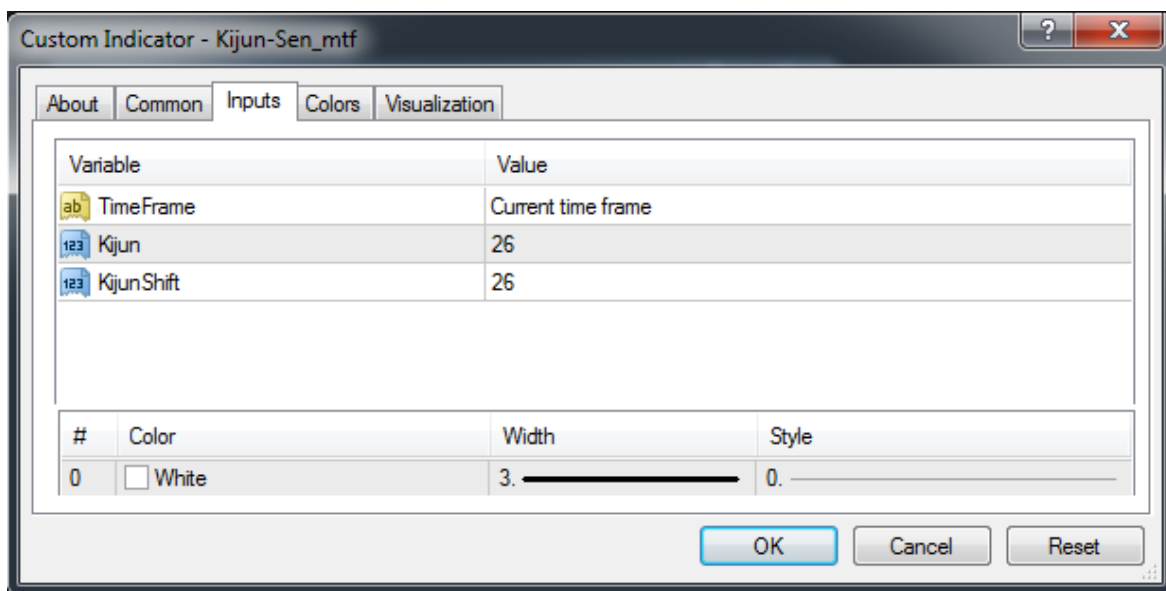 Custom Indicator - Kijun-Sen_mtf
? X
About Common Inputs Colors Visualization
Variable Value
ab TimeFrame Current time frame
123 Kijun 26
123 KijunShift 26
# Color Width Style
0 White 3. 0.
OK Cancel Reset